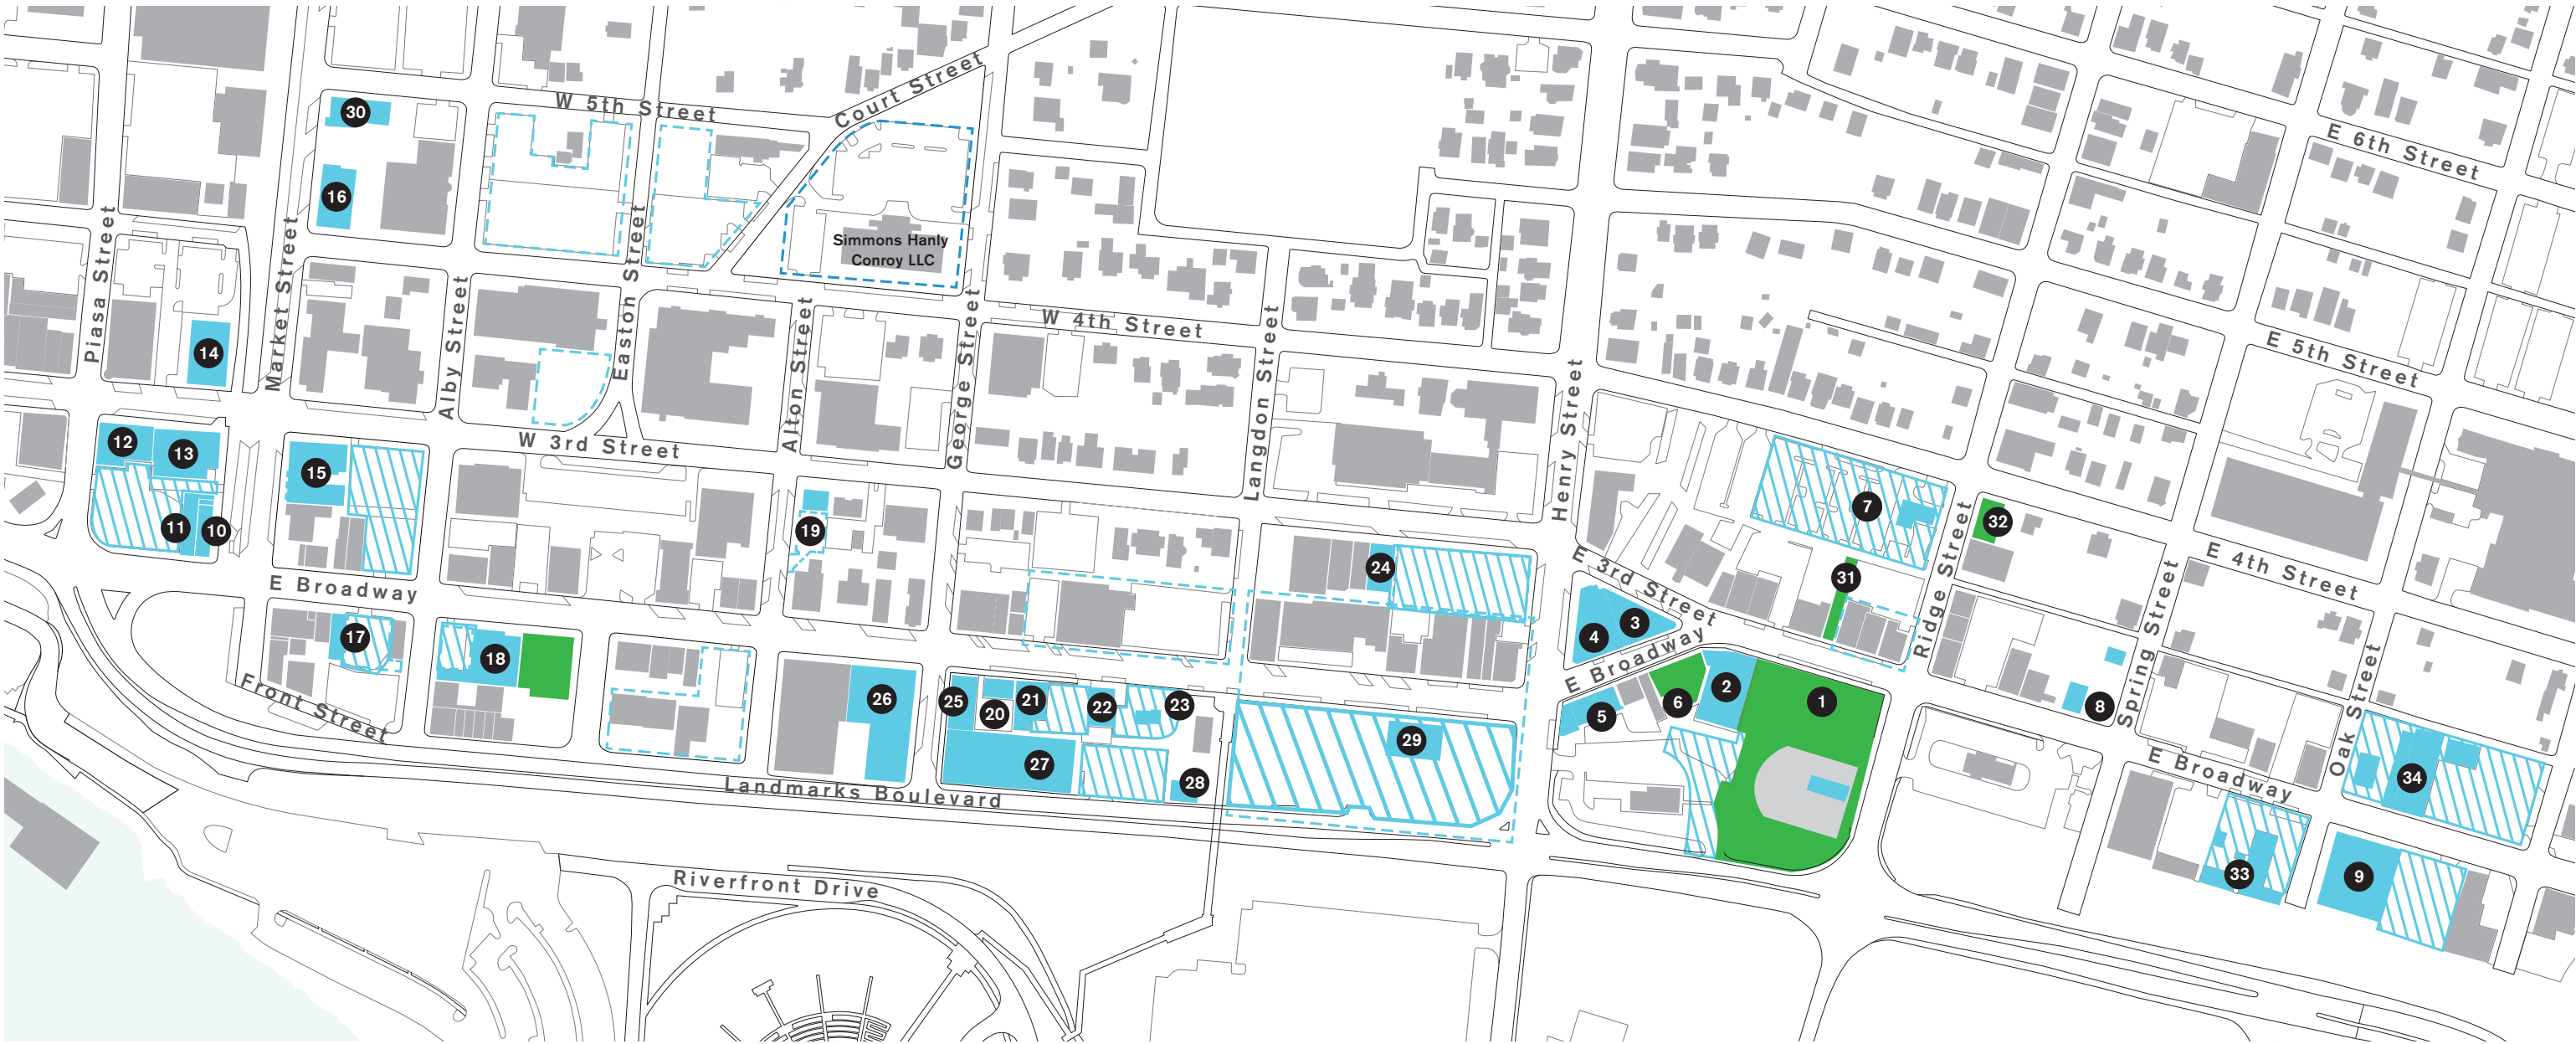 W 5th Street
Court Street
30
E 6th Street
16
Simmons Hanly
Conroy LLC
Piasa Street
Market Street
Easton Street
Alby Street
Alton Street
George Street
W 4th Street
Langdon Street
Henry Street
E 5th Street
14
12
13
15
W 3rd Street
11
10
19
24
7
32
E 4th Street
E 3rd Street
31
Ridge Street
Spring Street
Oak Street
E Broadway
17
18
3
4
E Broadway
Front Street
26
25
20
21
22
23
5
6
2
1
8
29
27
28
Landmarks Boulevard
E Broadway
34
33
9
Riverfront Drive